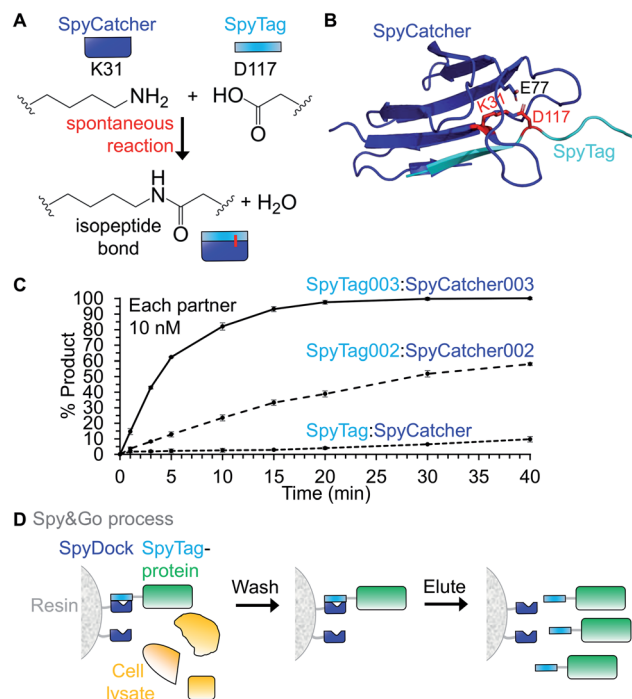 A
SpyCatcher
SpyTag
K31
D117
NH2
+
HO
O
spontaneous
reaction
H
N
O
+ H2O
isopeptide
bond
B
SpyCatcher
E77
K31
D117
SpyTag
C
Each partner
10 nM
SpyTag003:SpyCatcher003
SpyTag002:SpyCatcher002
SpyTag:SpyCatcher
% Product
100
90
80
70
60
50
40
30
20
10
0
0 5 10 15 20 25 30 35 40
Time (min)
D Spy&Go process
SpyDock SpyTag-
protein
Resin
Cell
lysate
Wash
Elute